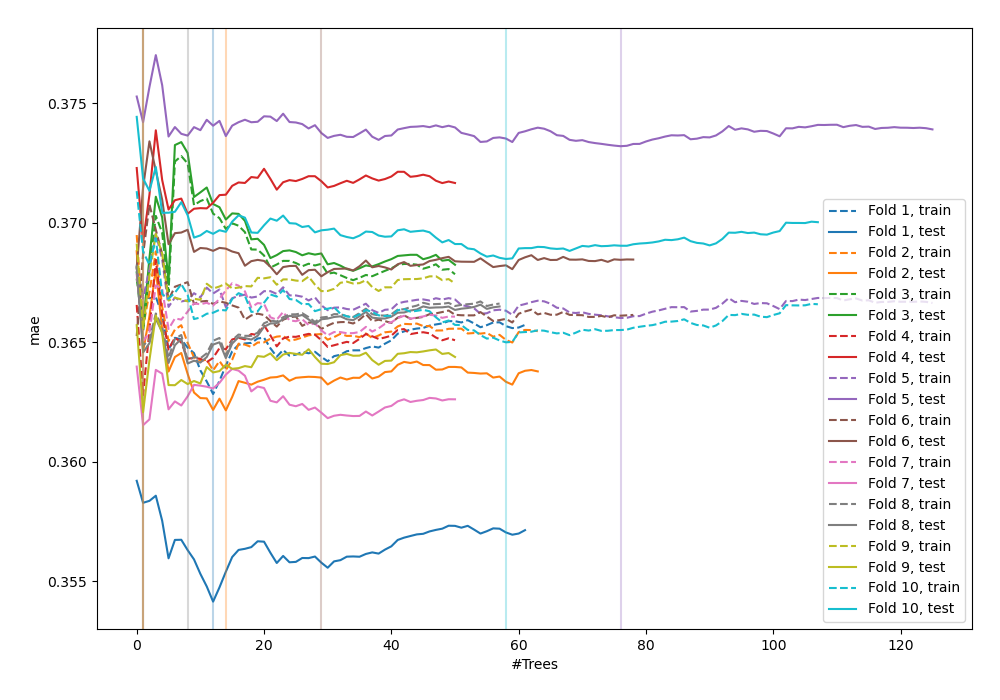 0.375
0.370
0.365
0.360
0.355
mae
0
20
40
60
80
100
120
#Trees
Fold 1, train
Fold 1, test
Fold 2, train
Fold 2, test
Fold 3, train
Fold 3, test
Fold 4, train
Fold 4, test
Fold 5, train
Fold 5, test
Fold 6, train
Fold 6, test
Fold 7, train
Fold 7, test
Fold 8, train
Fold 8, test
Fold 9, train
Fold 9, test
Fold 10, train
Fold 10, test